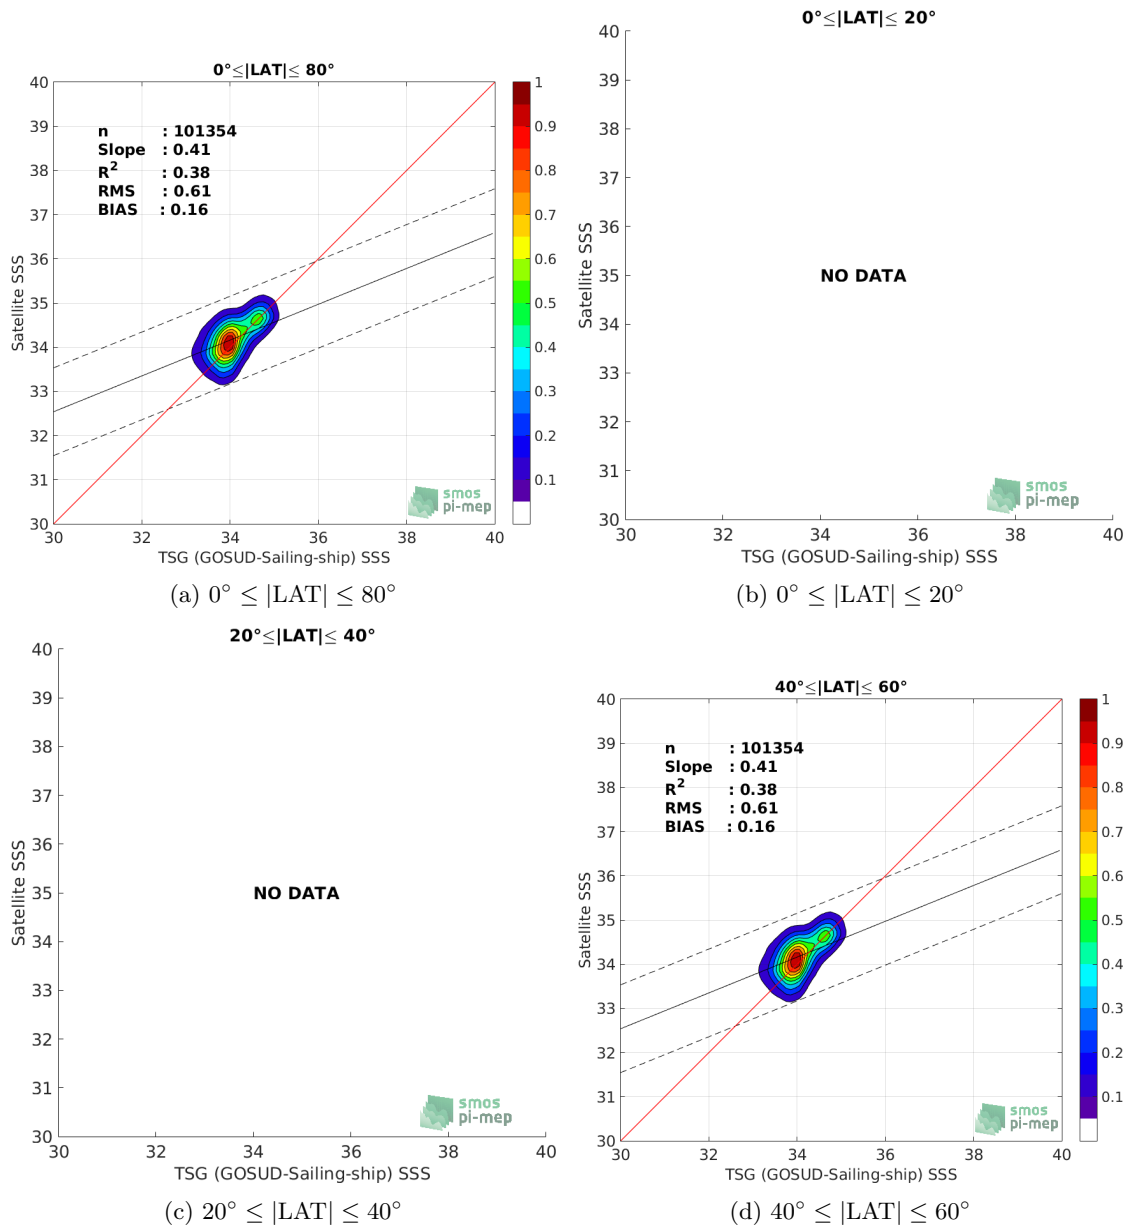 0°≤|LAT|≤ 80°
40
39
38
37
36
35
34
33
32
31
30
Satellite SSS
n : 101354
Slope : 0.41
R² : 0.38
RMS : 0.61
BIAS : 0.16
smos
pi-mep
30 32 34 36 38 40
TSG (GOSUD-Sailing-ship) SSS
1
0.9
0.8
0.7
0.6
0.5
0.4
0.3
0.2
0.1
(a) 0° ≤ |LAT| ≤ 80°
0°≤|LAT|≤ 20°
40
39
38
37
36
35
34
33
32
31
30
Satellite SSS
NO DATA
smos
pi-mep
30 32 34 36 38 40
TSG (GOSUD-Sailing-ship) SSS
(b) 0° ≤ |LAT| ≤ 20°
20°≤|LAT|≤ 40°
40
39
38
37
36
35
34
33
32
31
30
Satellite SSS
NO DATA
smos
pi-mep
30 32 34 36 38 40
TSG (GOSUD-Sailing-ship) SSS
(c) 20° ≤ |LAT| ≤ 40°
40°≤|LAT|≤ 60°
40
39
38
37
36
35
34
33
32
31
30
Satellite SSS
n : 101354
Slope : 0.41
R² : 0.38
RMS : 0.61
BIAS : 0.16
smos
pi-mep
30 32 34 36 38 40
TSG (GOSUD-Sailing-ship) SSS
1
0.9
0.8
0.7
0.6
0.5
0.4
0.3
0.2
0.1
(d) 40° ≤ |LAT| ≤ 60°